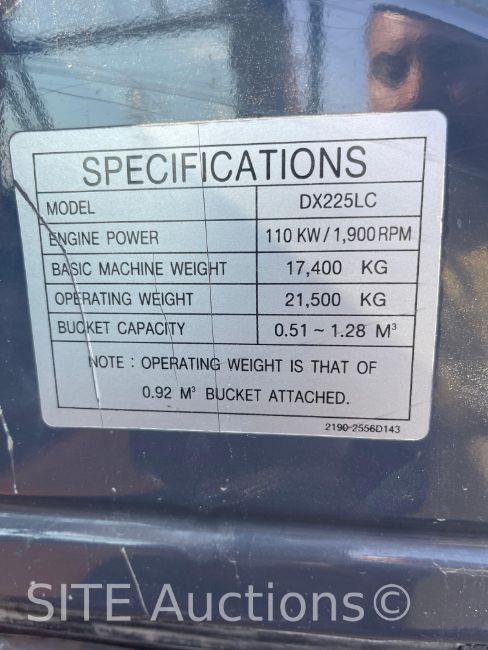 SPECIFICATIONS
MODEL DX225LC
ENGINE POWER 110 KW / 1,900 RPM
BASIC MACHINE WEIGHT 17,400 KG
OPERATING WEIGHT 21,500 KG
BUCKET CAPACITY 0.51 ~ 1.28 M³
NOTE : OPERATING WEIGHT IS THAT OF
0.92 M³ BUCKET ATTACHED.
2190-2556D143
SITE Auctions©